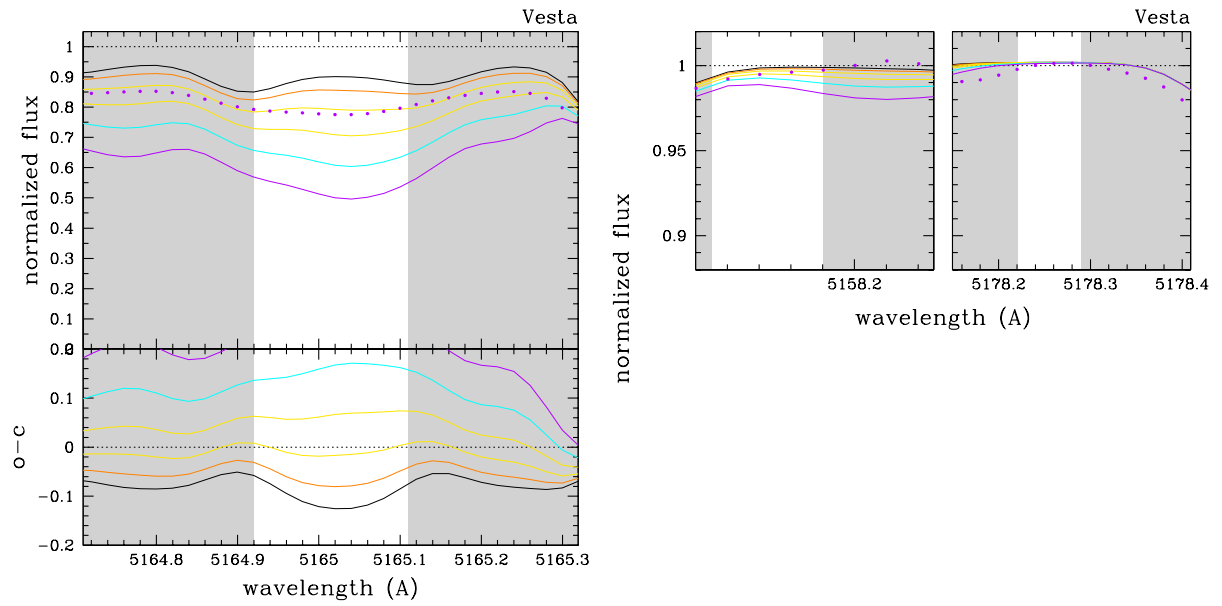 Vesta
1
0.9
0.8
0.7
0.6
0.5
0.4
0.3
0.2
0.1
0
normalized flux
0.2
0.1
0
-0.1
-0.2
o-c
5164.8 5164.9 5165 5165.1 5165.2 5165.3
wavelength (A)
Vesta
1
0.95
0.9
normalized flux
5158.2 5178.2 5178.3 5178.4
wavelength (A)